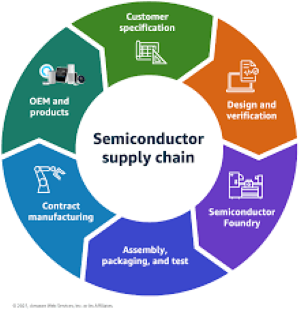 Customer
specification
Design and
verification
Semiconductor
Foundry
Assembly,
packaging, and test
Contract
manufacturing
OEM and
products
Semiconductor
supply chain
© 2021, Amazon Web Services, Inc. or its Affiliates.